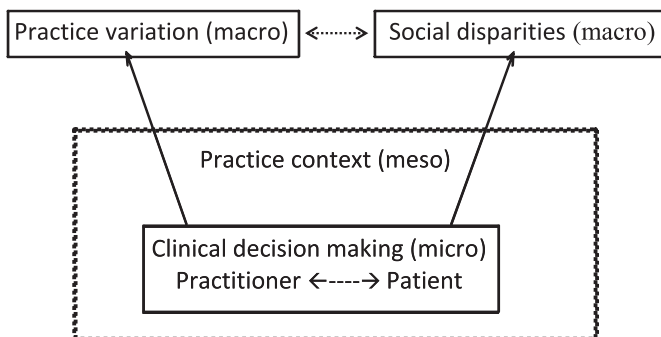 Practice variation (macro)
Social disparities (macro)
Practice context (meso)
Clinical decision making (micro)
Practitioner <----> Patient